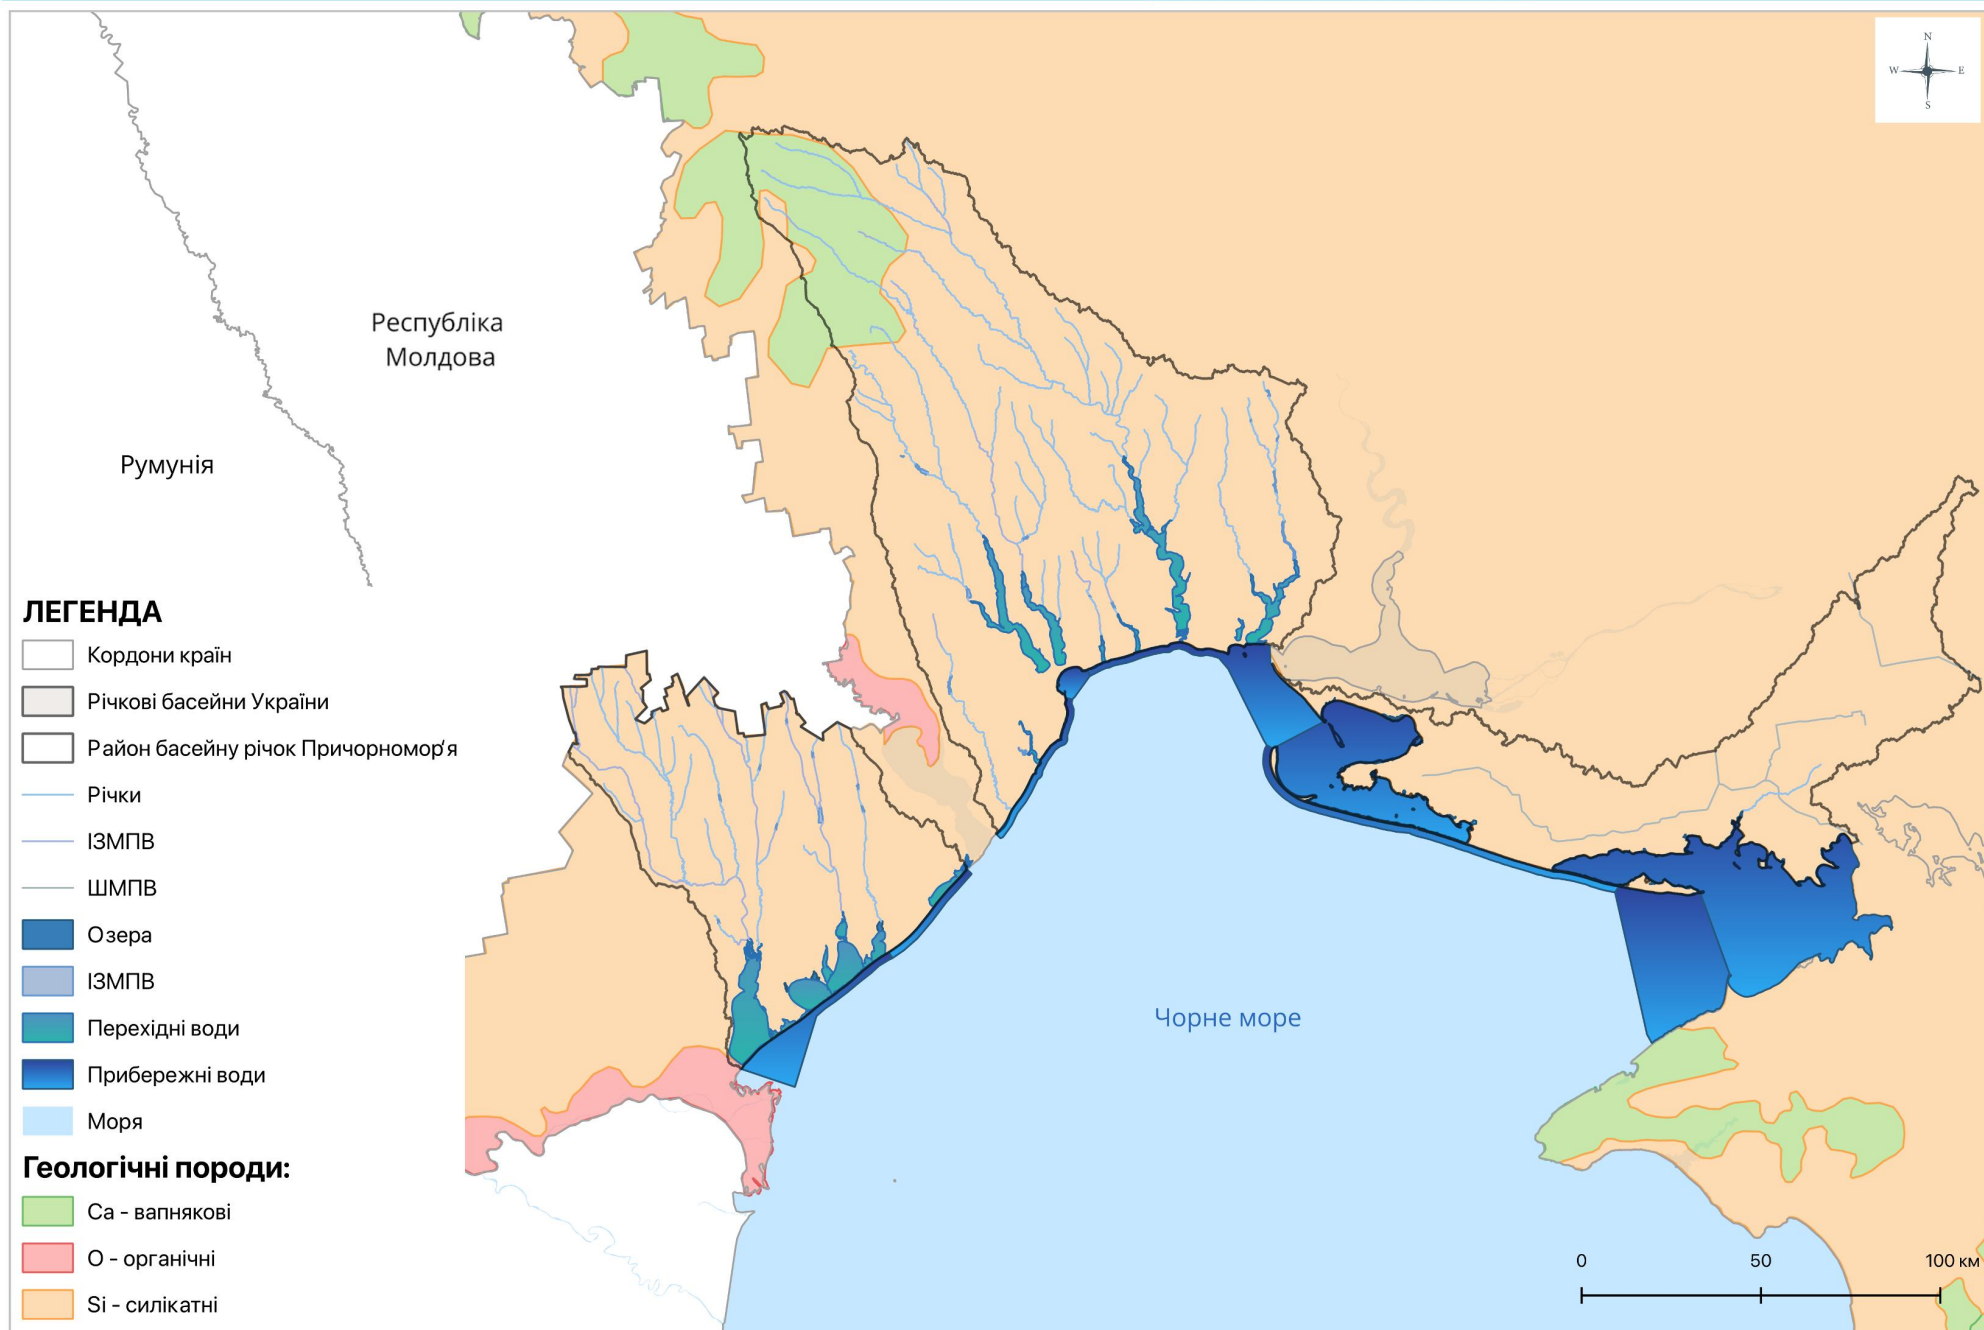 N
W E
S
Республіка
Молдова
Румунія
Чорне море
ЛЕГЕНДА
Кордони країн
Річкові басейни України
Район басейну річок Причорномор'я
Річки
ІЗМПВ
ШМПВ
Озера
ІЗМПВ
Перехідні води
Прибережні води
Моря
Геологічні породи:
Ca - вапнякові
О - органічні
Si - силікатні
0 50 100 км